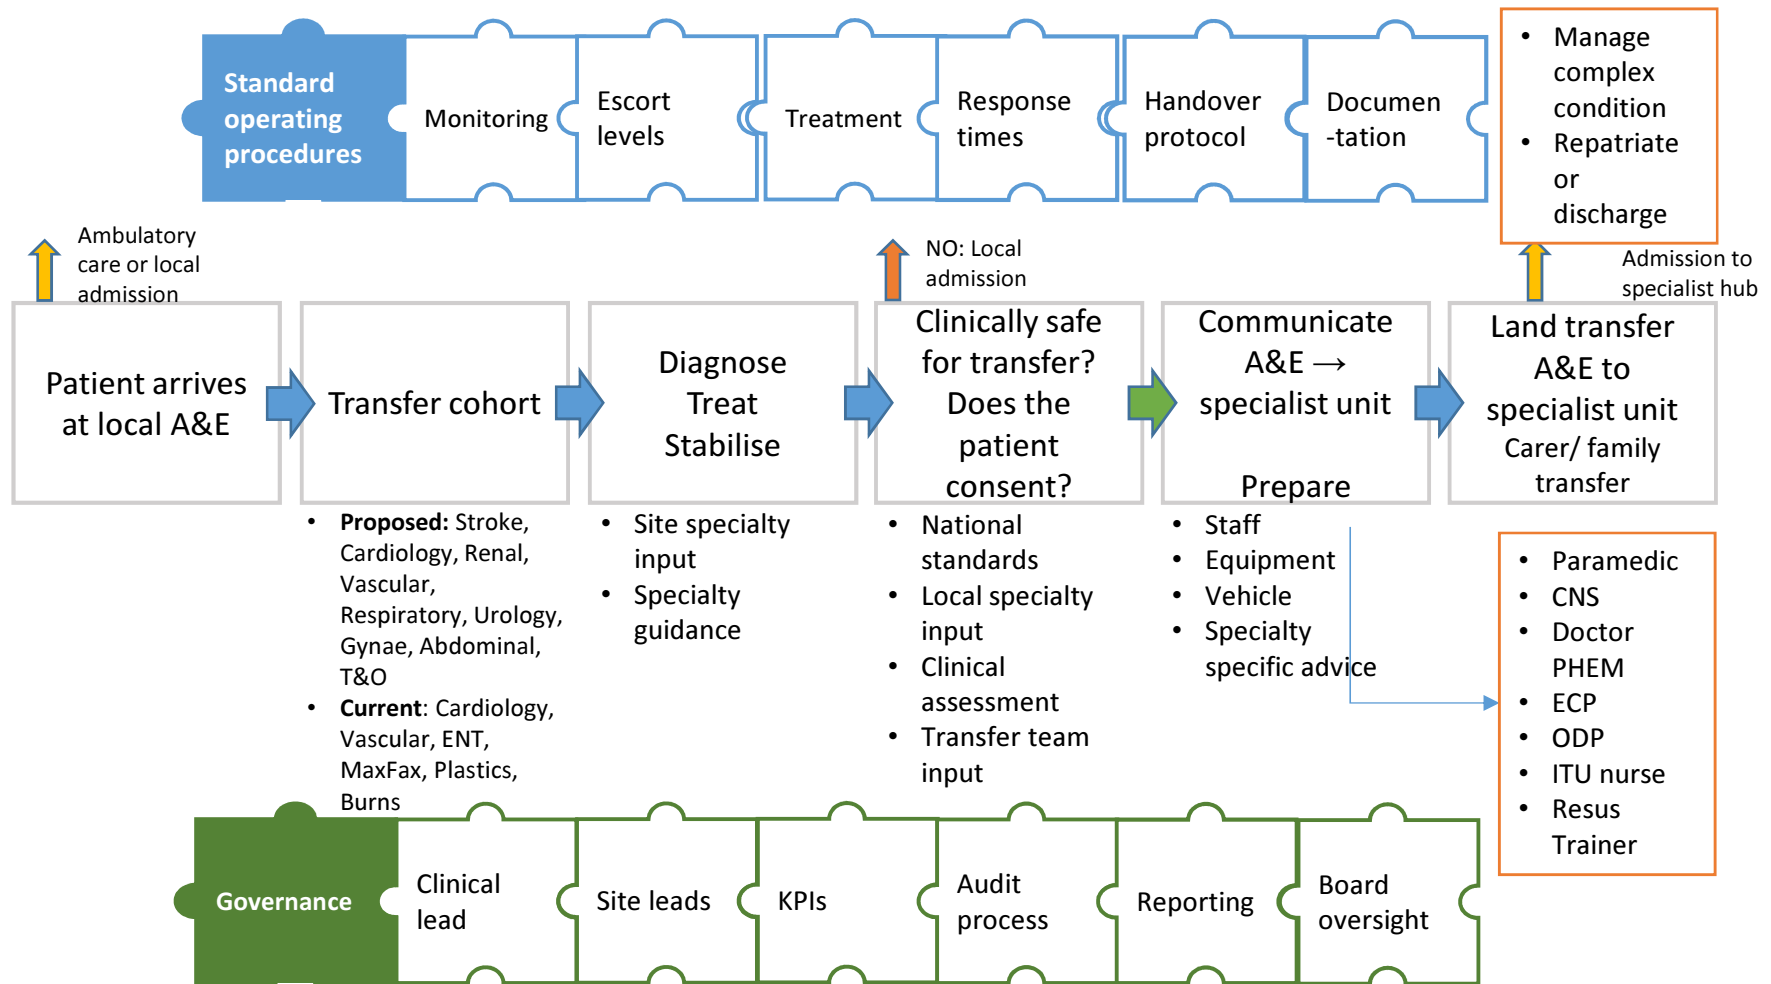 Standard
operating
procedures
Monitoring
Escort
levels
Treatment
Response
times
Handover
protocol
Documen
-tation
• Manage
complex
condition
• Repatriate
or
discharge
Ambulatory
care or local
admission
NO: Local
admission
Admission to
specialist hub
Patient arrives
at local A&E
Transfer cohort
Diagnose
Treat
Stabilise
Clinically safe
for transfer?
Does the
patient
consent?
Communicate
A&E →
specialist unit
Prepare
Land transfer
A&E to
specialist unit
Carer/ family
transfer
• Proposed: Stroke,
Cardiology, Renal,
Vascular,
Respiratory, Urology,
Gynae, Abdominal,
T&O
• Current: Cardiology,
Vascular, ENT,
MaxFax, Plastics,
Burns
• Site specialty
input
• Specialty
guidance
• National
standards
• Local specialty
input
• Clinical
assessment
• Transfer team
input
• Staff
• Equipment
• Vehicle
• Specialty
specific advice
• Paramedic
• CNS
• Doctor
PHEM
• ECP
• ODP
• ITU nurse
• Resus
Trainer
Governance
Clinical
lead
Site leads
KPIs
Audit
process
Reporting
Board
oversight